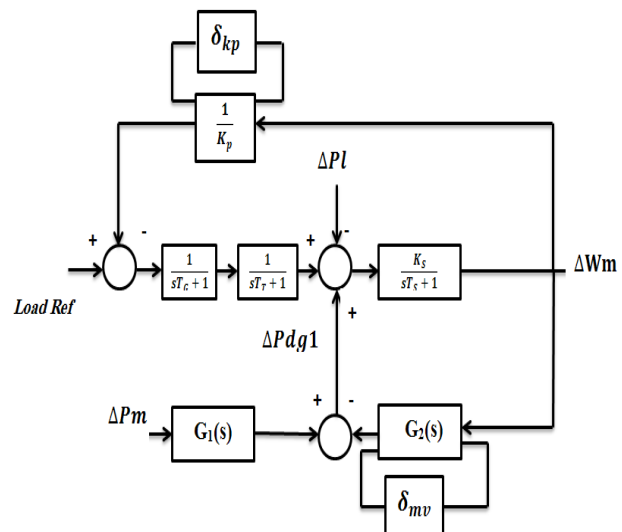 δkp
1
Kp
ΔPl
+ -
+ -
1
sTG + 1
1
sTT + 1
KS
sTS + 1
ΔWm
Load Ref
+
ΔPdg1
+ -
ΔPm
G1(s)
G2(s)
δmv